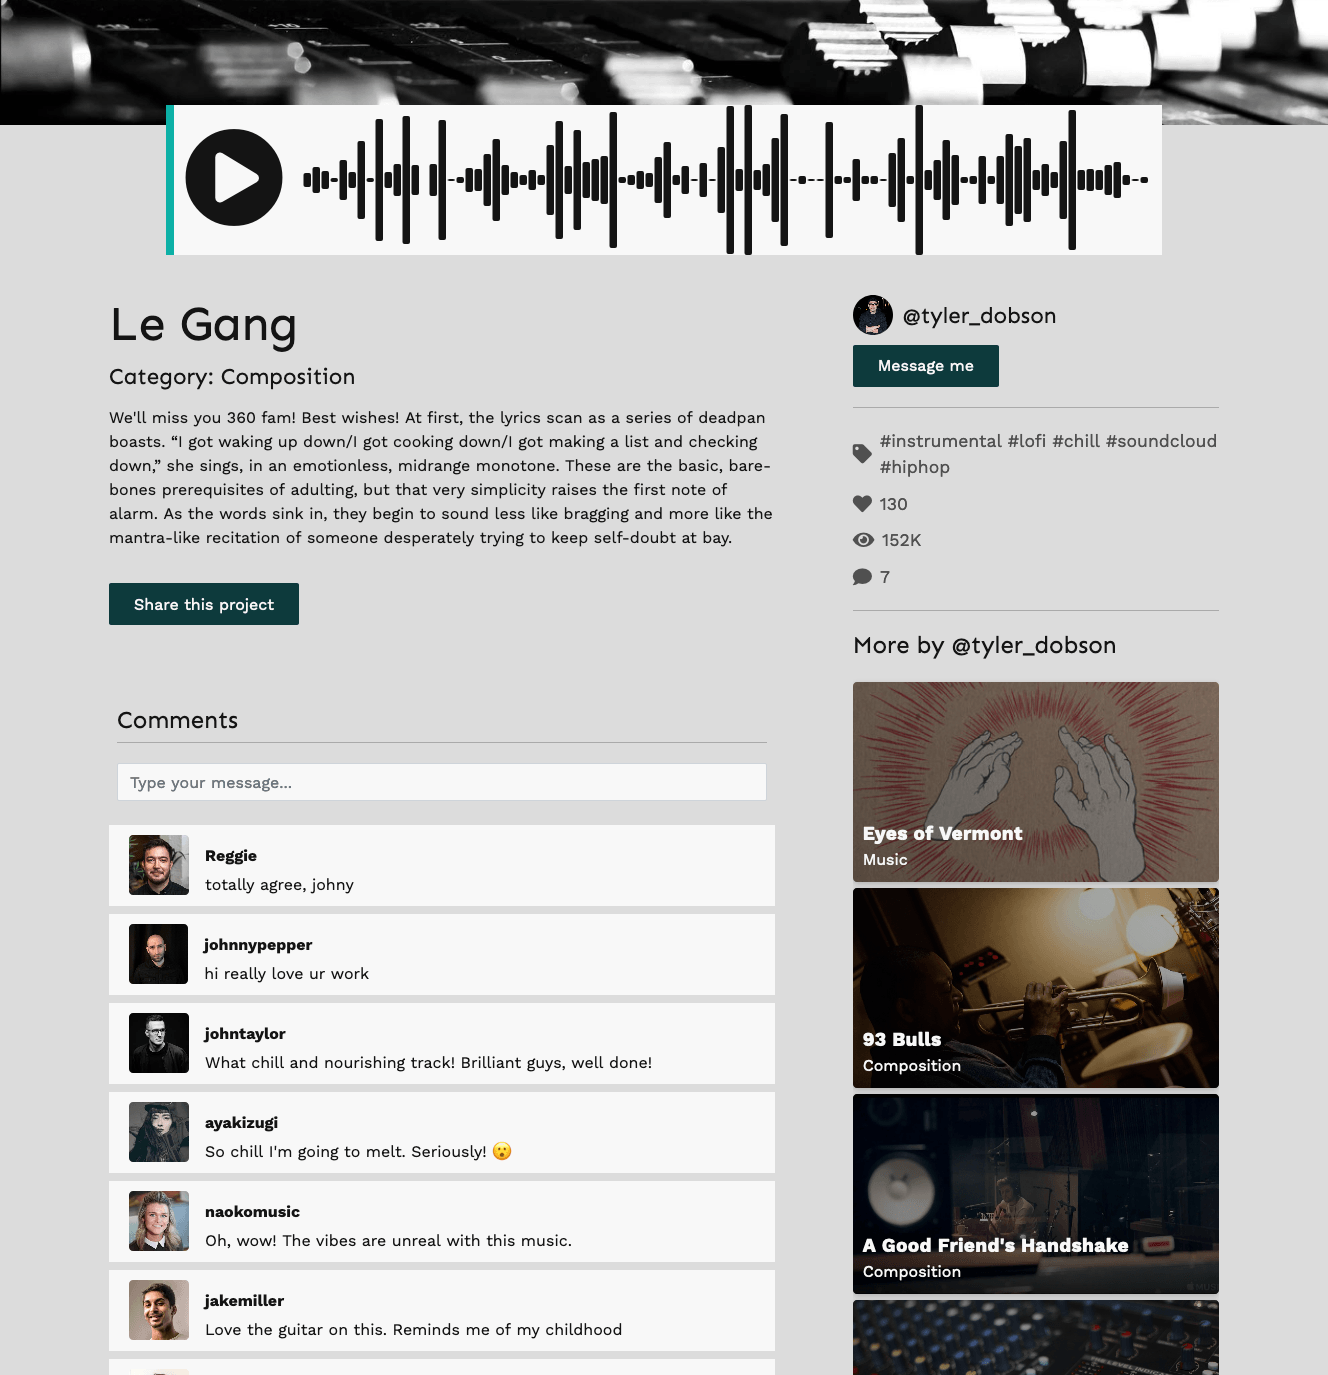 Le Gang
Category: Composition
We'll miss you 360 fam! Best wishes! At first, the lyrics scan as a series of deadpan
boasts. “I got waking up down/I got cooking down/I got making a list and checking
down,” she sings, in an emotionless, midrange monotone. These are the basic, bare-
bones prerequisites of adulting, but that very simplicity raises the first note of
alarm. As the words sink in, they begin to sound less like bragging and more like the
mantra-like recitation of someone desperately trying to keep self-doubt at bay.
Share this project
@tyler_dobson
Message me
#instrumental #lofi #chill #soundcloud
#hiphop
130
152K
7
More by @tyler_dobson
Eyes of Vermont
Music
93 Bulls
Composition
A Good Friend's Handshake
Composition
Comments
Type your message...
Reggie
totally agree, johny
johnnypepper
hi really love ur work
johntaylor
What chill and nourishing track! Brilliant guys, well done!
ayakizugi
So chill I'm going to melt. Seriously! 😮
naokomusic
Oh, wow! The vibes are unreal with this music.
jakemiller
Love the guitar on this. Reminds me of my childhood